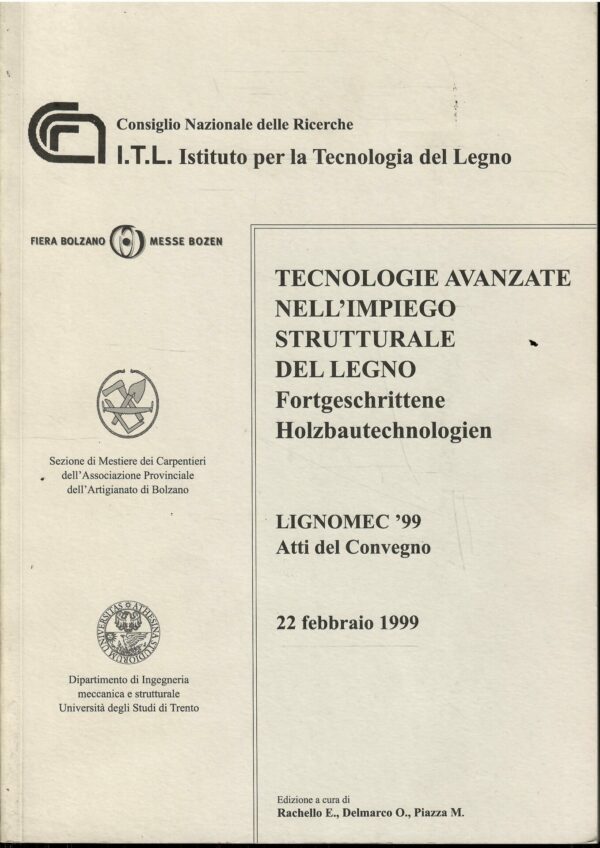 Consiglio Nazionale delle Ricerche
I.T.L. Istituto per la Tecnologia del Legno
FIERA BOLZANO MESSE BOZEN
TECNOLOGIE AVANZATE
NELL'IMPIEGO
STRUTTURALE
DEL LEGNO
Fortgeschrittene
Holzbautechnologien
Sezione di Mestiere dei Carpentieri
dell'Associazione Provinciale
dell'Artigianato di Bolzano
LIGNOMEC '99
Atti del Convegno
22 febbraio 1999
UNIVERSITAS ATHESINA STUDIORUM
Dipartimento di Ingegneria
meccanica e strutturale
Università degli Studi di Trento
Edizione a cura di
Rachello E., Delmarco O., Piazza M.